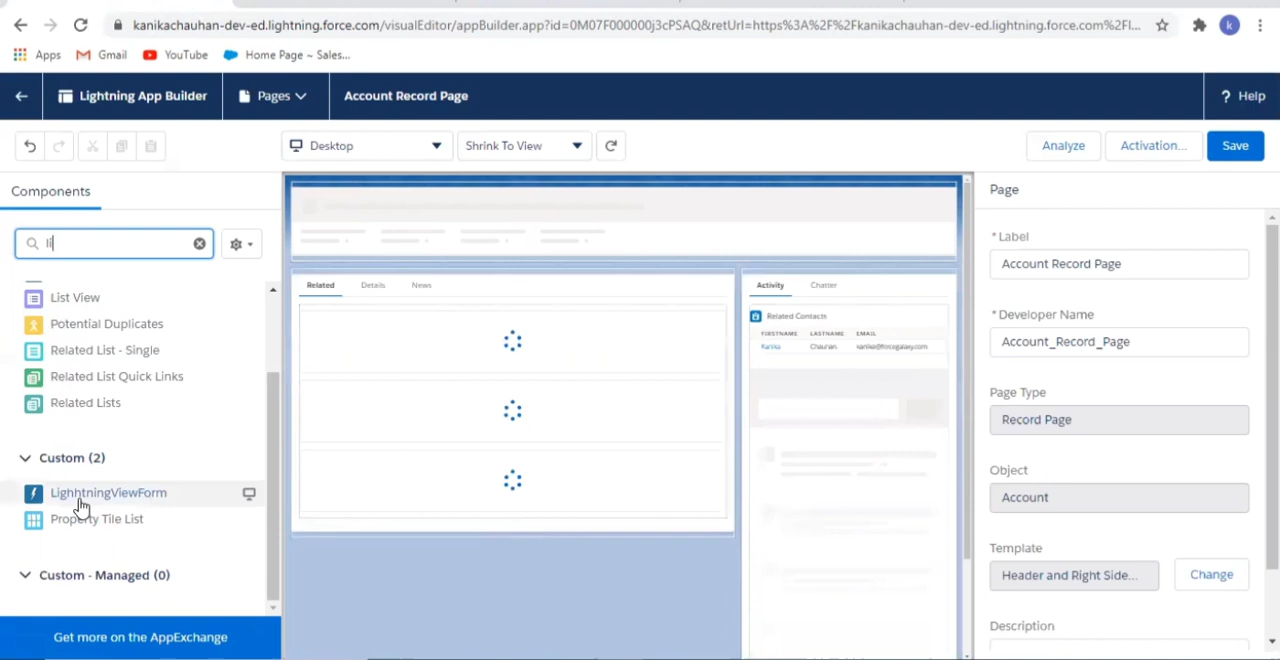 kanikachauhan-dev-ed.lightning.force.com/visualEditor/appBuilder.app?id=0M07F000000j3cPSAQ&retUrl=https%3A%2F%2Fkanikachauhan-dev-ed.lightning.force.com%2Fl...
k
Apps Gmail YouTube Home Page ~ Sales...
Lightning App Builder Pages Account Record Page ? Help
Desktop Shrink To View Analyze Activation... Save
Components
li
List View
Potential Duplicates
Related List - Single
Related List Quick Links
Related Lists
Custom (2)
LighhtningViewForm
Property Tile List
Custom - Managed (0)
Get more on the AppExchange
Related Details News
Activity Chatter
Related Contacts
FIRSTNAME LASTNAME EMAIL
Kanika Chauhan kanika@forcegalaxy.com
Page
* Label
Account Record Page
* Developer Name
Account_Record_Page
Page Type
Record Page
Object
Account
Template
Header and Right Side... Change
Description